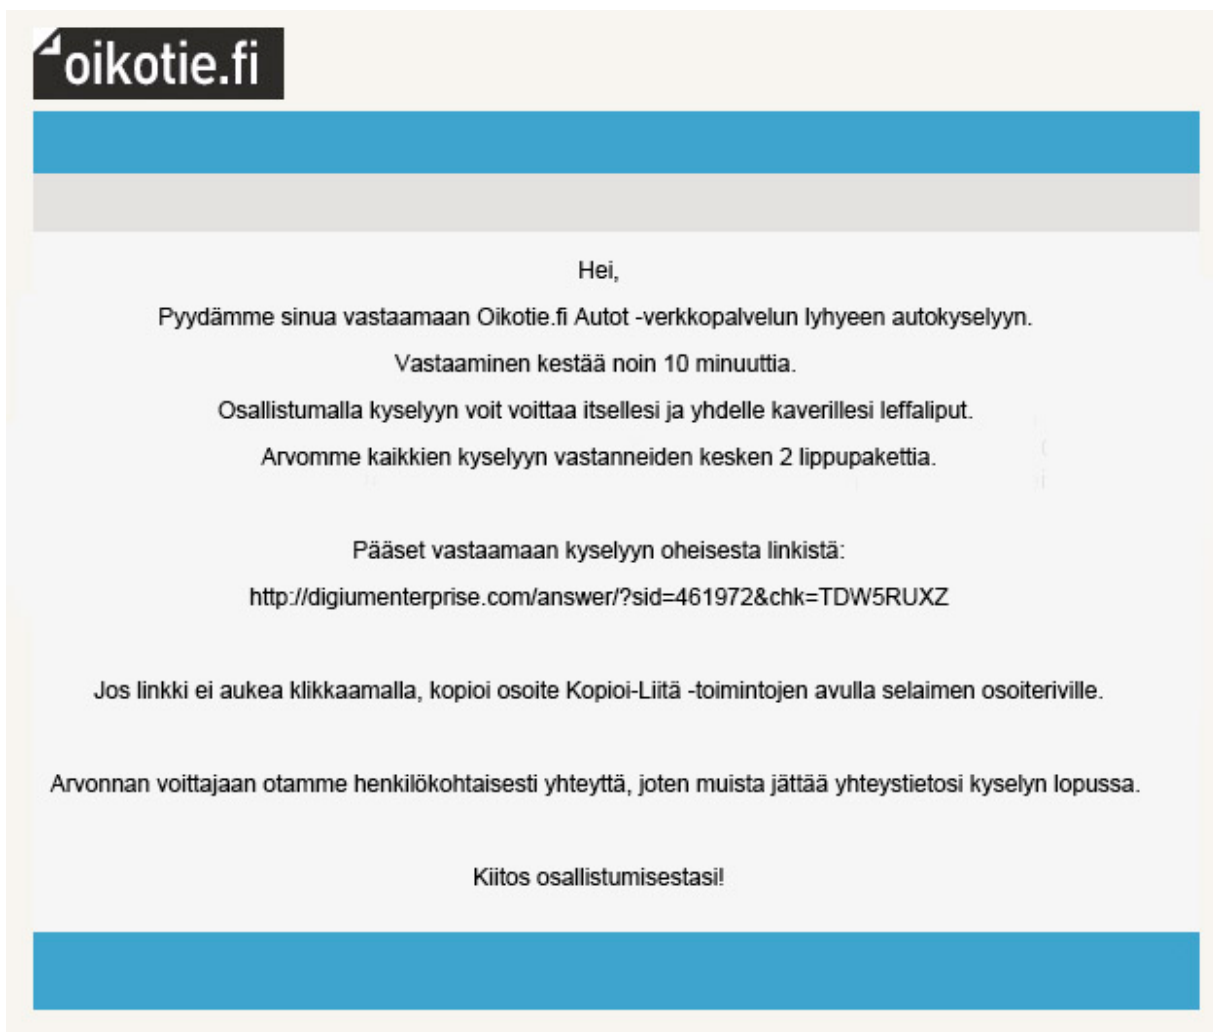 oikotie.fi
Hei,
Pyydämme sinua vastaamaan Oikotie.fi Autot -verkkopalvelun lyhyeen autokyselyyn.
Vastaaminen kestää noin 10 minuuttia.
Osallistumalla kyselyyn voit voittaa itsellesi ja yhdelle kaverillesi leffaliput.
Arvomme kaikkien kyselyyn vastanneiden kesken 2 lippupakettia.
Pääset vastaamaan kyselyyn oheisesta linkistä:
http://digiumenterprise.com/answer/?sid=461972&chk=TDW5RUXZ
Jos linkki ei aukea klikkaamalla, kopioi osoite Kopioi-Liitä -toimintojen avulla selaimen osoiteriville.
Arvonnan voittajaan otamme henkilökohtaisesti yhteyttä, joten muista jättää yhteystietosi kyselyn lopussa.
Kiitos osallistumisestasi!